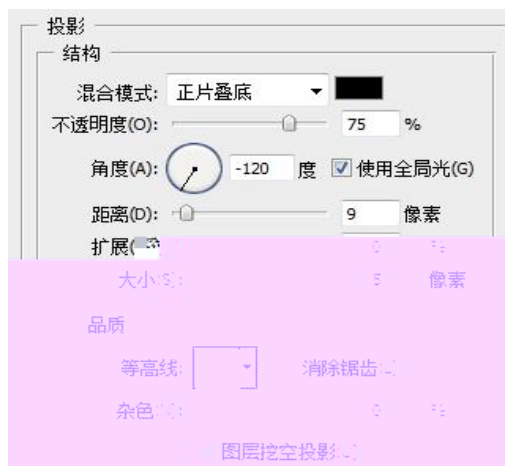 投影
结构
混合模式: 正片叠底
不透明度(O): 75 %
角度(A): -120 度 使用全局光(G)
距离(D): 9 像素
扩展( 0
大小(S): 5 像素
品质
等高线: 消除锯齿(L)
杂色 0
图层挖空投影(